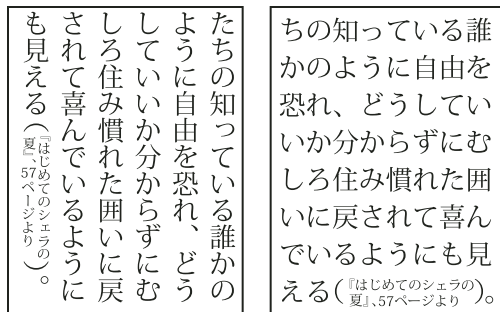 たちの知っている誰かの
ように自由を恐れ、どう
していいか分からずにむ
しろ住み慣れた囲いに戻
されて喜んでいるように
も見える(『はじめてのシェラの
夏』、57ページより)。
ちの知っている誰
かのように自由を
恐れ、どうしてい
いか分からずにむ
しろ住み慣れた囲
いに戻されて喜ん
でいるようにも見
える(『はじめてのシェラの
夏』、57ページより)。